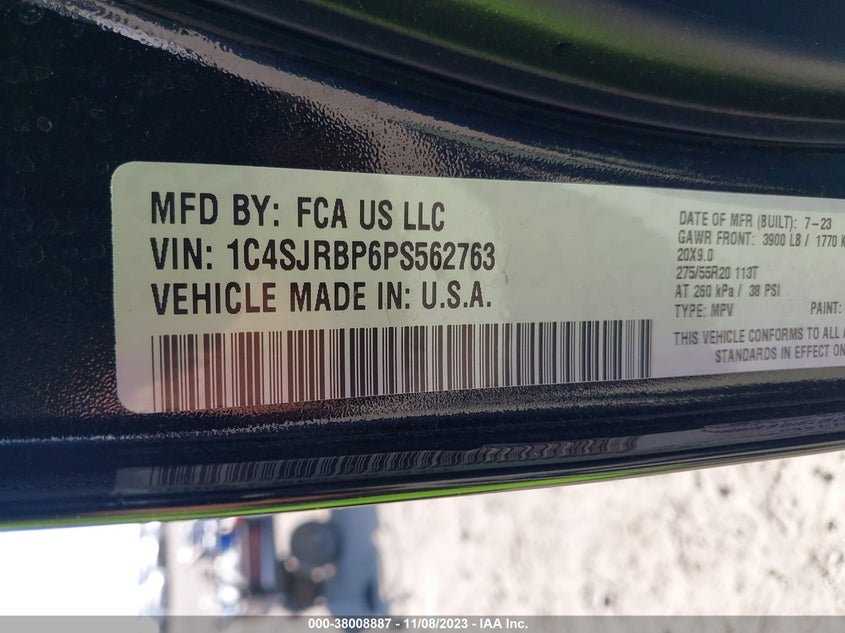 MFD BY: FCA US LLC
VIN: 1C4SJRBP6PS562763
VEHICLE MADE IN: U.S.A.
DATE OF MFR (BUILT): 7-23
GAWR FRONT: 3900 LB / 1770 K
20X9.0
275/55R20 113T
AT 260 kPa / 38 PSI
TYPE: MPV PAINT:
THIS VEHICLE CONFORMS TO ALL A
STANDARDS IN EFFECT ON
000-38008887 - 11/08/2023 - IAA Inc.